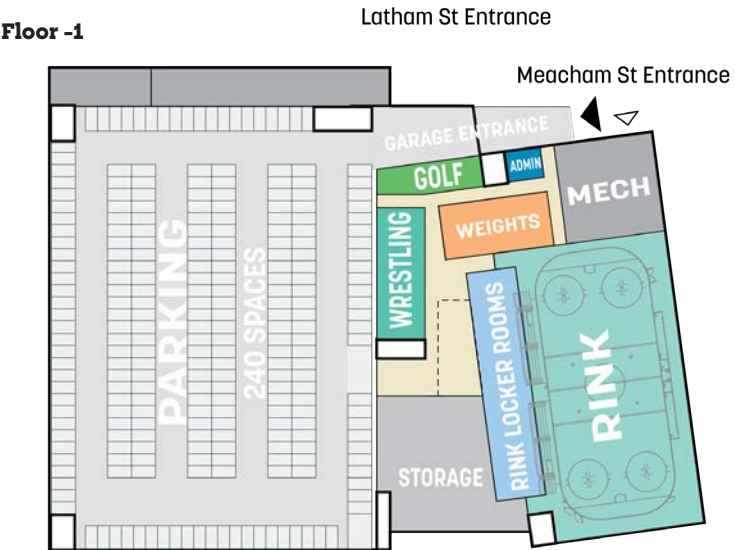 Latham St Entrance
Floor -1
Meacham St Entrance
GARAGE ENTRANCE
GOLF
ADMIN
MECH
WEIGHTS
WRESTLING
PARKING
240 SPACES
RINK LOCKER ROOMS
RINK
STORAGE